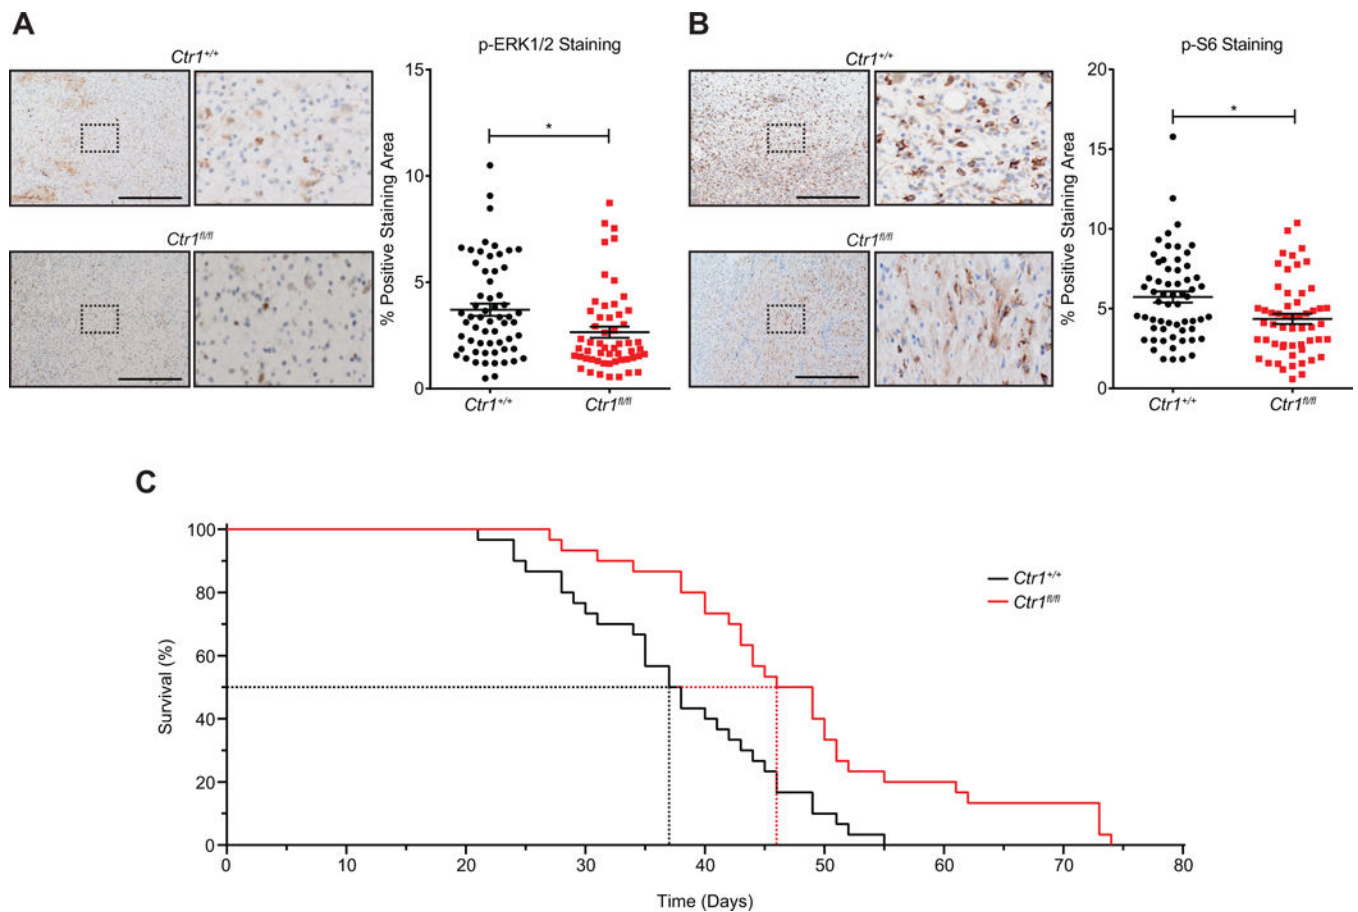 A
B
Ctr1+/+
p-ERK1/2 Staining
Ctr1fl/fl
% Positive Staining Area
15
10
5
0
Ctr1+/+ Ctr1fl/fl
*
Ctr1+/+
p-S6 Staining
Ctr1fl/fl
% Positive Staining Area
20
15
10
5
0
Ctr1+/+ Ctr1fl/fl
*
C
Survival (%)
100
80
60
40
20
0
0 10 20 30 40 50 60 70 80
Time (Days)
Ctr1+/+
Ctr1fl/fl